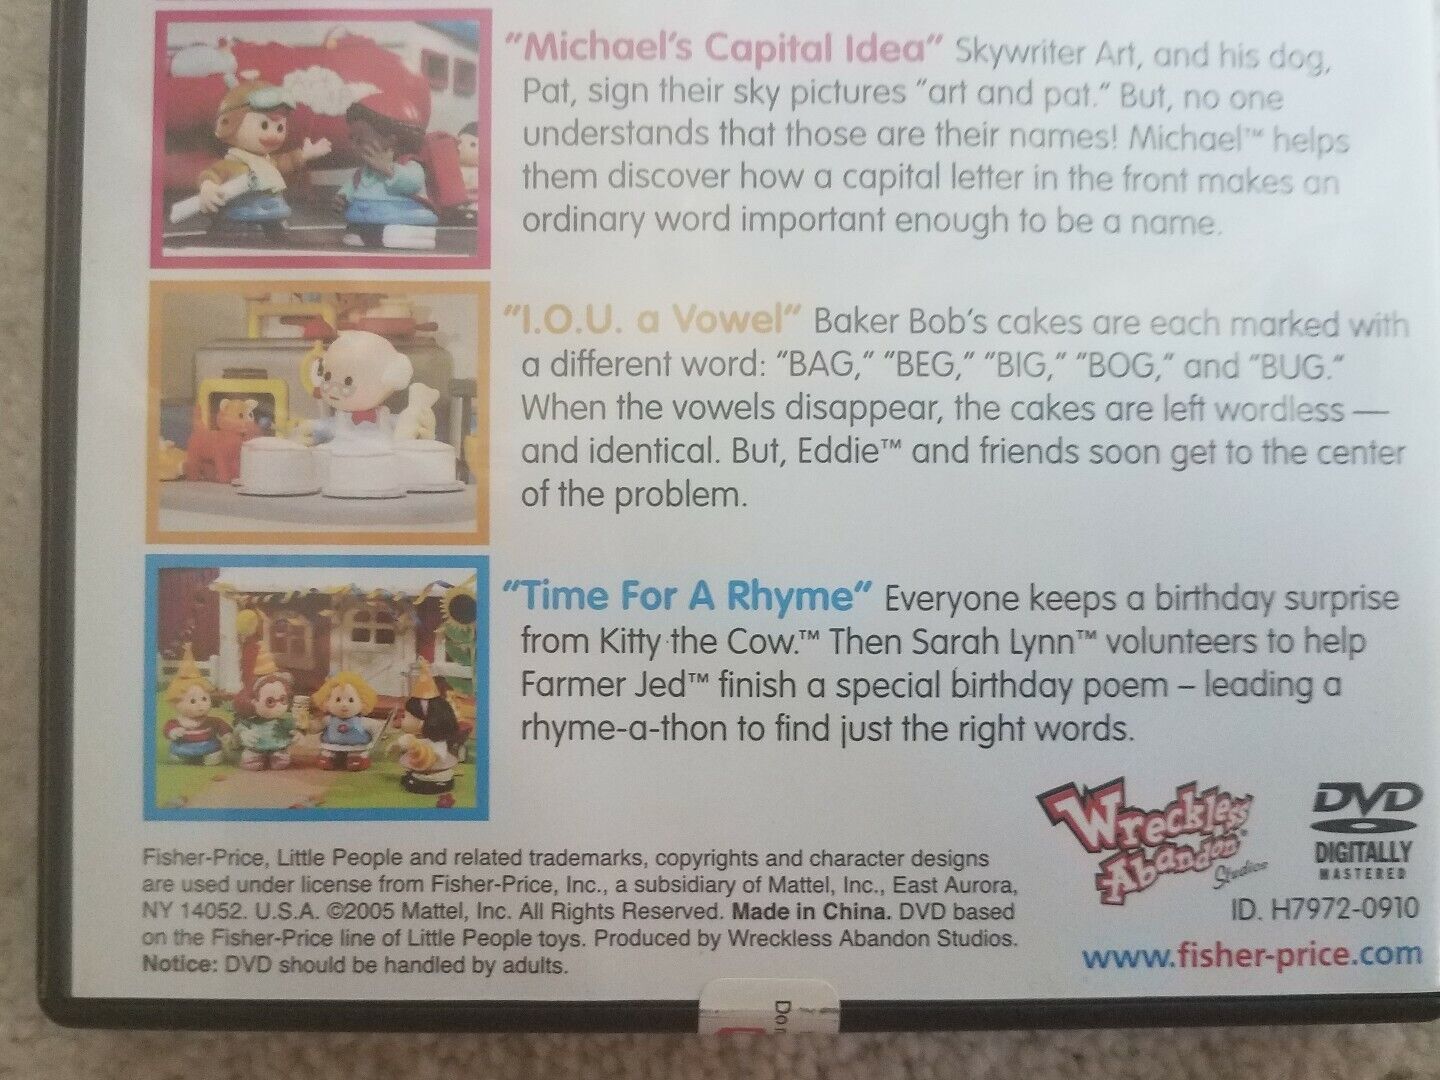 "Michael's Capital Idea" Skywriter Art, and his dog,
Pat, sign their sky pictures "art and pat." But, no one
understands that those are their names! Michael™ helps
them discover how a capital letter in the front makes an
ordinary word important enough to be a name.
"I.O.U. a Vowel" Baker Bob's cakes are each marked with
a different word: "BAG," "BEG," "BIG," "BOG," and "BUG."
When the vowels disappear, the cakes are left wordless —
and identical. But, Eddie™ and friends soon get to the center
of the problem.
"Time For A Rhyme" Everyone keeps a birthday surprise
from Kitty the Cow.™ Then Sarah Lynn™ volunteers to help
Farmer Jed™ finish a special birthday poem – leading a
rhyme-a-thon to find just the right words.
Fisher-Price, Little People and related trademarks, copyrights and character designs
are used under license from Fisher-Price, Inc., a subsidiary of Mattel, Inc., East Aurora,
NY 14052. U.S.A. ©2005 Mattel, Inc. All Rights Reserved. Made in China. DVD based
on the Fisher-Price line of Little People toys. Produced by Wreckless Abandon Studios.
Notice: DVD should be handled by adults.
Wreckless
Abandon
Studios
DVD
DIGITALLY
MASTERED
ID. H7972-0910
www.fisher-price.com